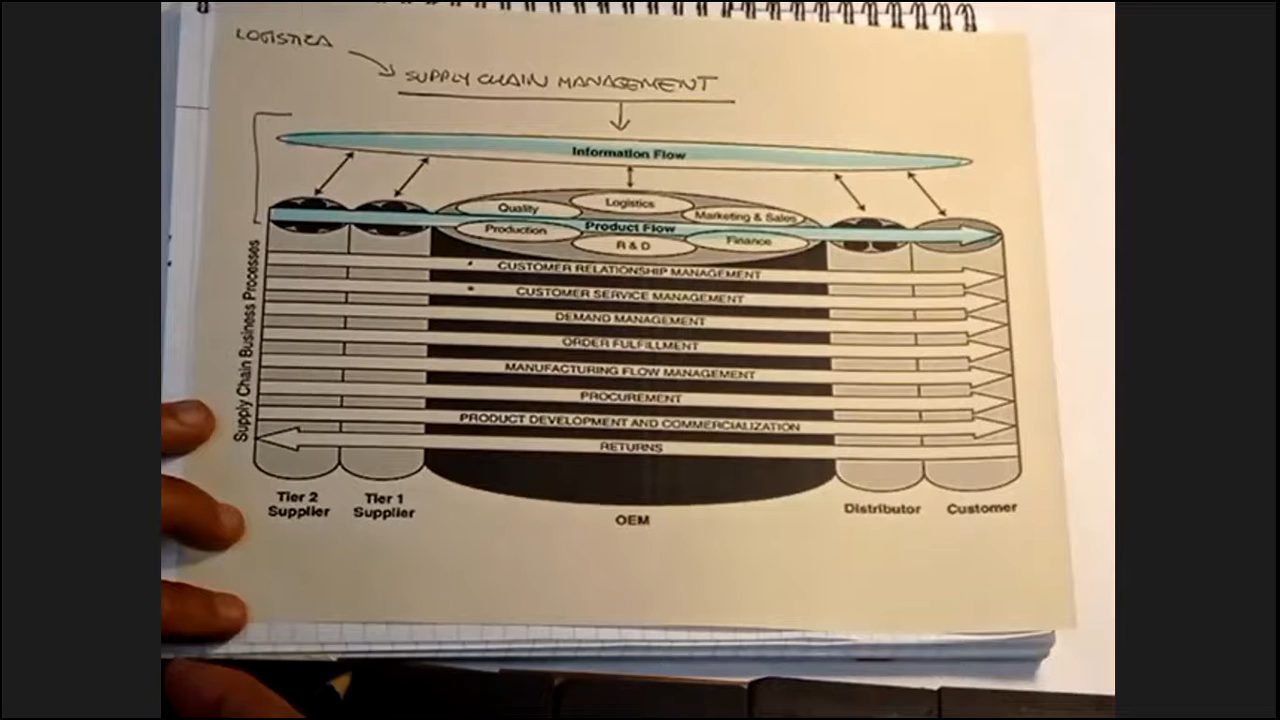 LOGISTICA
SUPPLY CHAIN MANAGEMENT
Information Flow
Logistics
Quality
Marketing & Sales
Product Flow
Production
R & D
Finance
CUSTOMER RELATIONSHIP MANAGEMENT
CUSTOMER SERVICE MANAGEMENT
DEMAND MANAGEMENT
ORDER FULFILLMENT
MANUFACTURING FLOW MANAGEMENT
PROCUREMENT
PRODUCT DEVELOPMENT AND COMMERCIALIZATION
RETURNS
Supply Chain Business Processes
Tier 2
Supplier
Tier 1
Supplier
OEM
Distributor
Customer